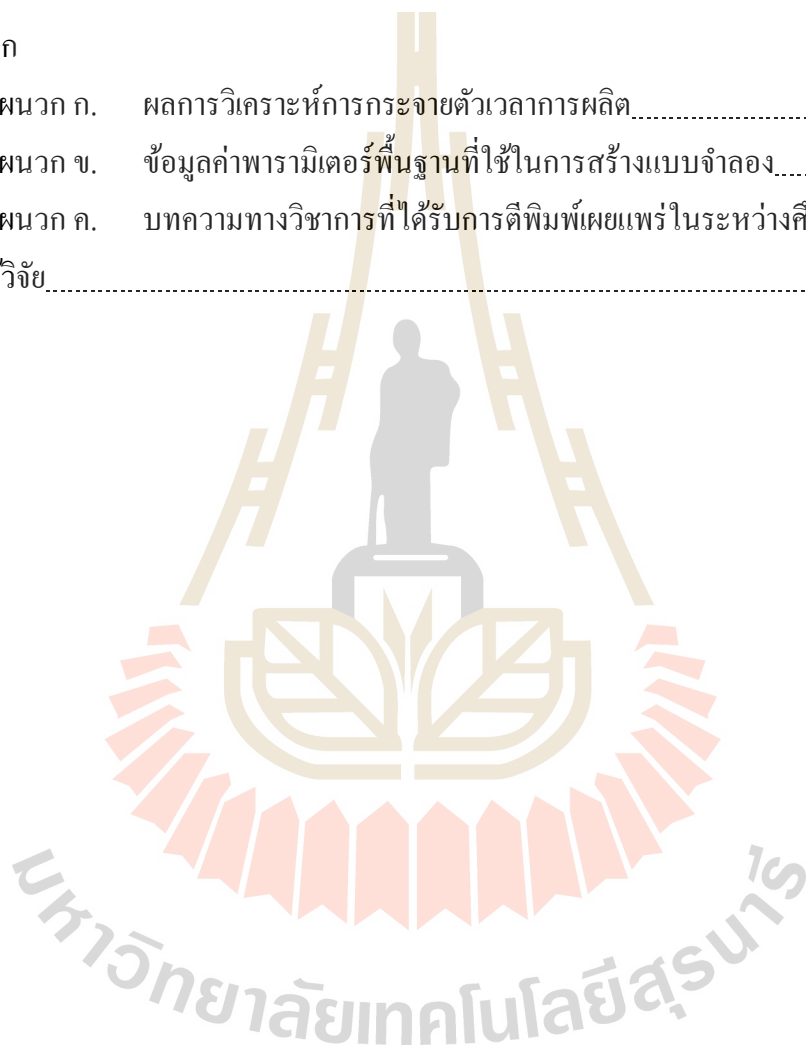 ก
ผนวก ก. ผลการวิเคราะห์การกระจายตัวเวลาการผลิต
ผนวก ข. ข้อมูลค่าพารามิเตอร์พื้นฐานที่ใช้ในการสร้างแบบจำลอง
ผนวก ค. บทความทางวิชาการที่ได้รับการตีพิมพ์เผยแพร่ในระหว่างศึ
วิจัย
มหาวิทยาลัยเทคโนโลยีสุรนารี